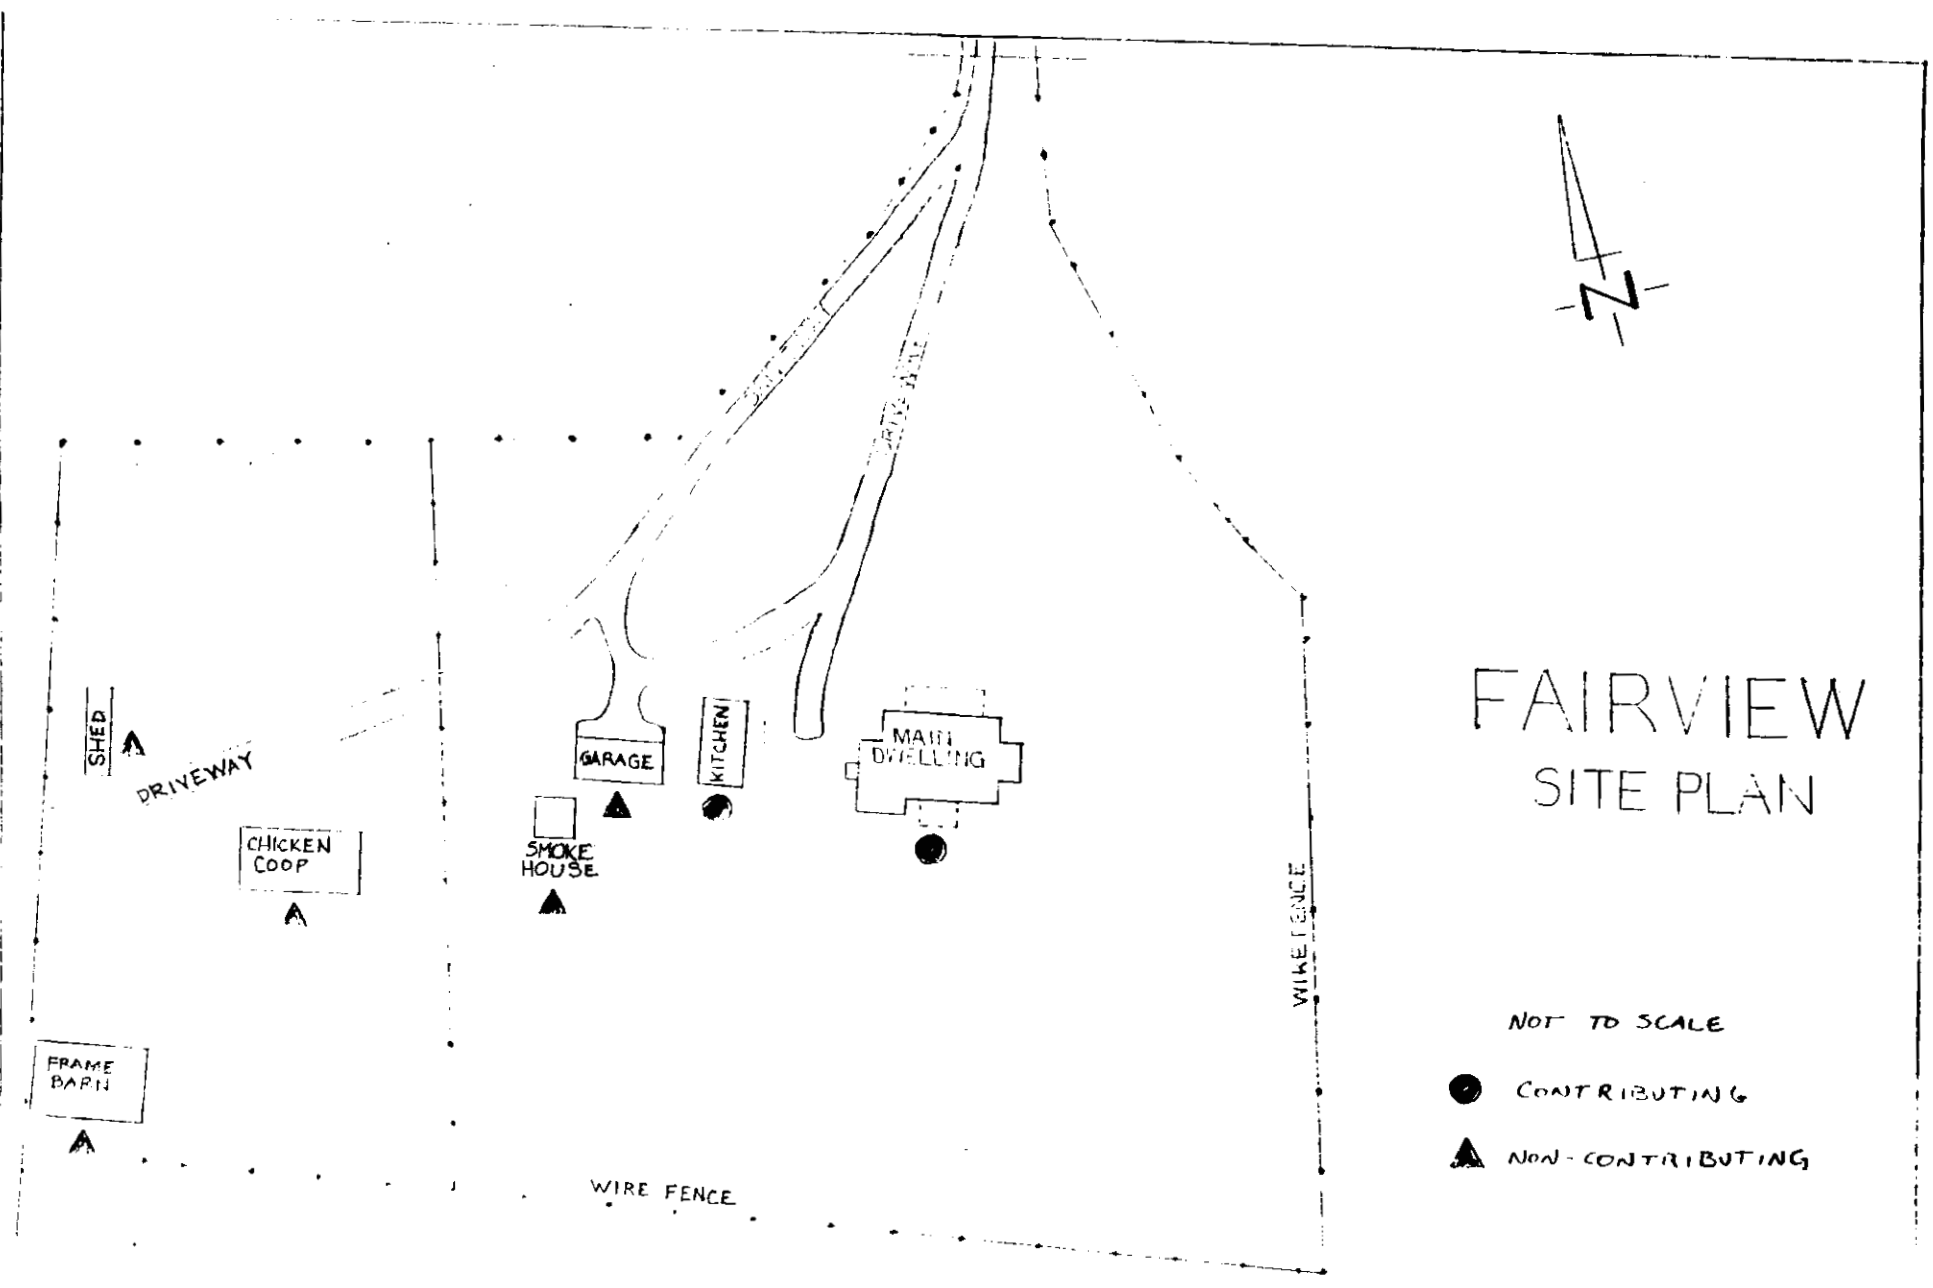 DRIVEWAY
N
FAIRVIEW
SITE PLAN
SHED
DRIVEWAY
GARAGE
KITCHEN
MAIN
DWELLING
CHICKEN
COOP
SMOKE
HOUSE
WIRE FENCE
FRAME
BARN
WIRE FENCE
NOT TO SCALE
CONTRIBUTING
NON-CONTRIBUTING